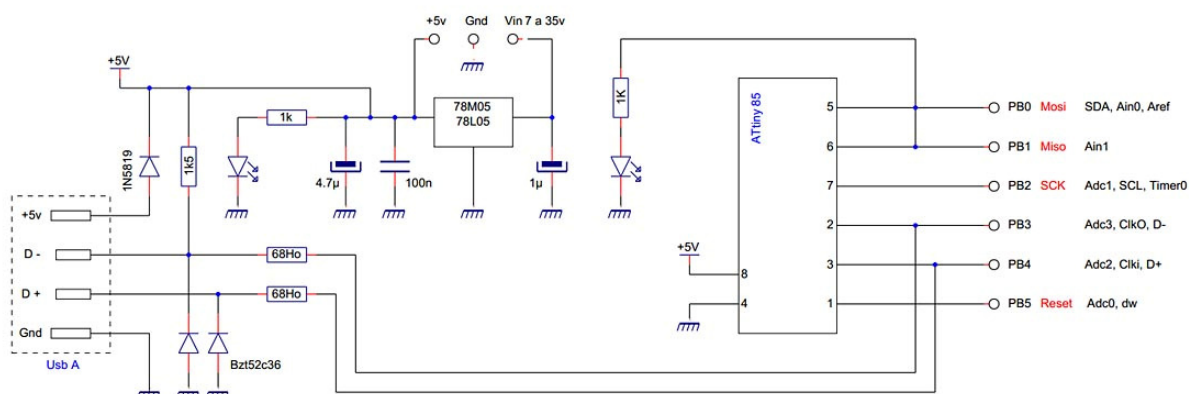 +5v
Gnd
Vin 7 a 35v
+5V
1k
78M05
78L05
1K
ATtiny85
5
PB0
Mosi
SDA, Ain0, Aref
1N5819
1k5
6
PB1
Miso
Ain1
4.7µ
100n
1µ
7
PB2
SCK
Adc1, SCL, Timer0
+5v
2
PB3
Adc3, ClkO, D-
D -
68Ho
+5V
8
3
PB4
Adc2, Clki, D+
D +
68Ho
4
1
PB5
Reset
Adc0, dw
Gnd
Usb A
Bzt52c36